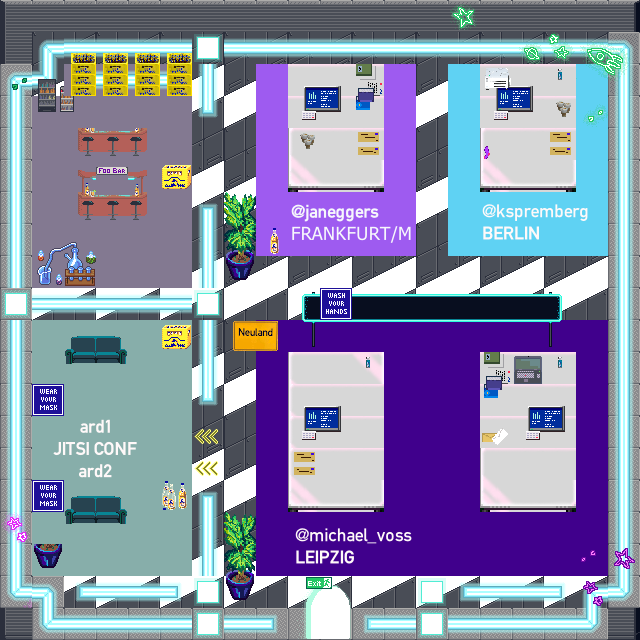 FOO BAR
@janeggers
FRANKFURT/M
@kspremberg
BERLIN
WASH
YOUR
HANDS
Neuland
WEAR
YOUR
MASK
ard1
JITSI CONF
ard2
WEAR
YOUR
MASK
@michael_voss
LEIPZIG
Exit